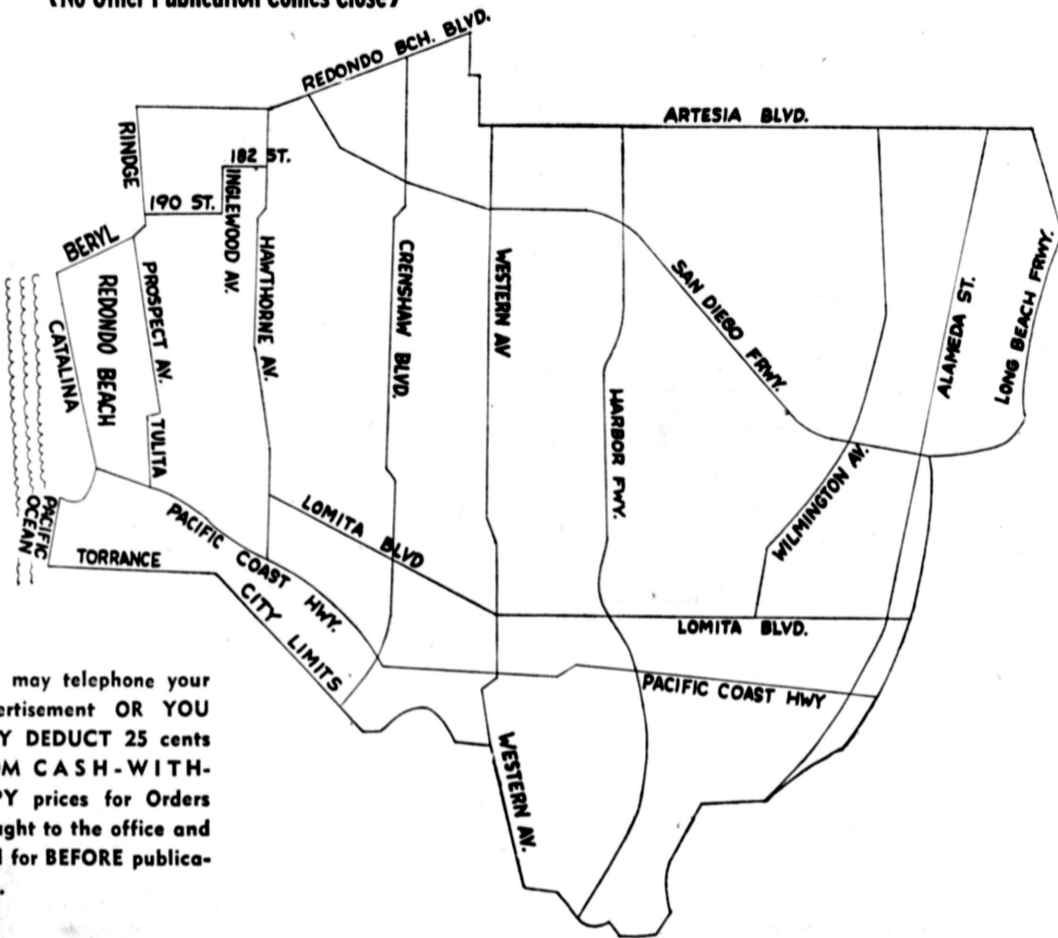 (No Other Publication Comes Close)
REDONDO BCH. BLVD.
ARTESIA BLVD.
RINDGE
182 ST.
190 ST.
INGLEWOOD AV.
BERYL
PROSPECT AV.
HAWTHORNE AV.
CRENSHAW BLVD.
WESTERN AV
SAN DIEGO FRWY.
ALAMEDA ST.
LONG BEACH FRWY.
REDONDO BEACH
CATALINA
TULITA
HARBOR FWY.
WILMINGTON AV.
PACIFIC
OCEAN
LOMITA BLVD
PACIFIC COAST HWY.
TORRANCE
CITY LIMITS
LOMITA BLVD.
PACIFIC COAST HWY
WESTERN AV.
may telephone your
ertisement OR YOU
Y DEDUCT 25 cents
OM CASH-WITH-
PY prices for Orders
ught to the office and
d for BEFORE publica-
.